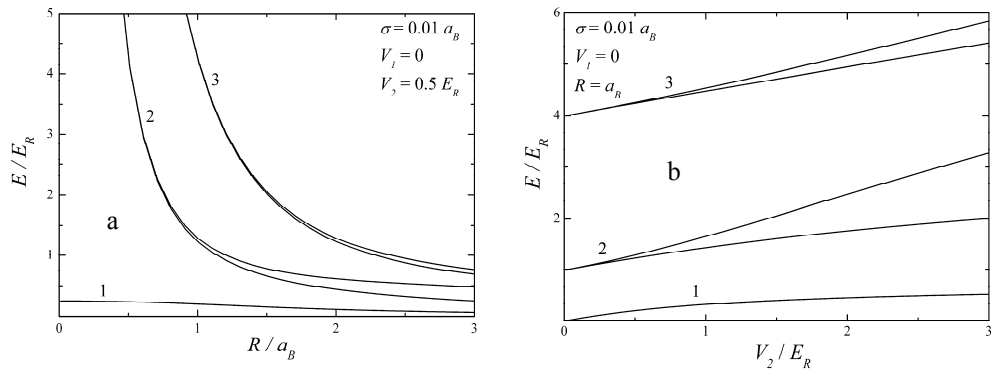 5
4
3
2
1
E / E_R
σ = 0.01 a_B
V_1 = 0
V_2 = 0.5 E_R
3
2
a
1
0
1
2
3
R / a_B
6
4
2
0
E / E_R
σ = 0.01 a_B
V_1 = 0
R = a_B
3
b
2
1
0
1
2
3
V_2 / E_R